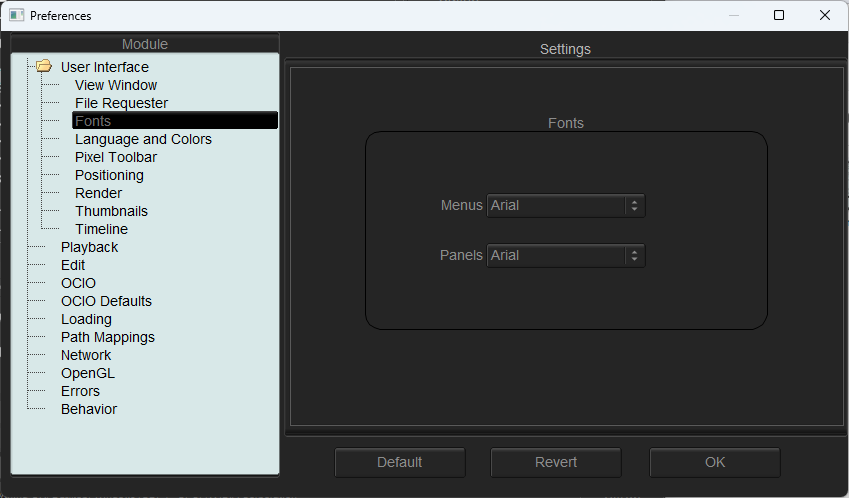 Preferences
Module
User Interface
View Window
File Requester
Fonts
Language and Colors
Pixel Toolbar
Positioning
Render
Thumbnails
Timeline
Playback
Edit
OCIO
OCIO Defaults
Loading
Path Mappings
Network
OpenGL
Errors
Behavior
Settings
Fonts
Menus Arial
Panels Arial
Default Revert OK